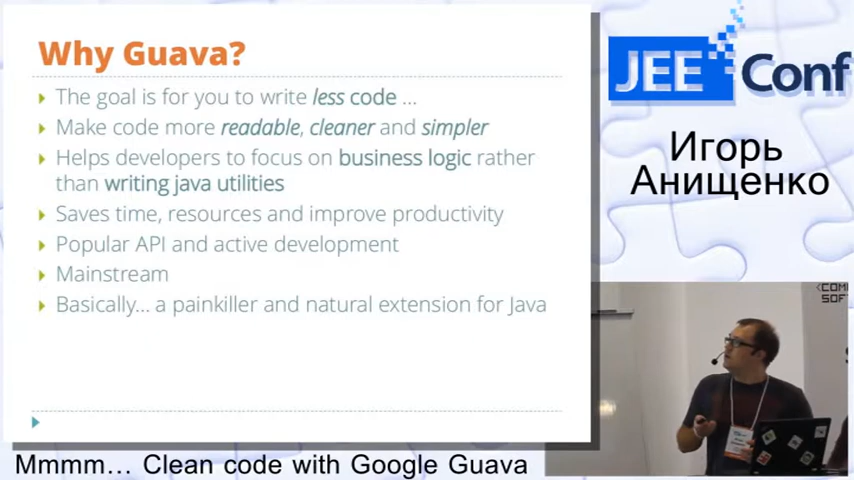 Why Guava?
The goal is for you to write less code ...
Make code more readable, cleaner and simpler
Helps developers to focus on business logic rather
than writing java utilities
Saves time, resources and improve productivity
Popular API and active development
Mainstream
Basically... a painkiller and natural extension for Java
JEE Conf
Игорь
Анищенко
Mmmm... Clean code with Google Guava